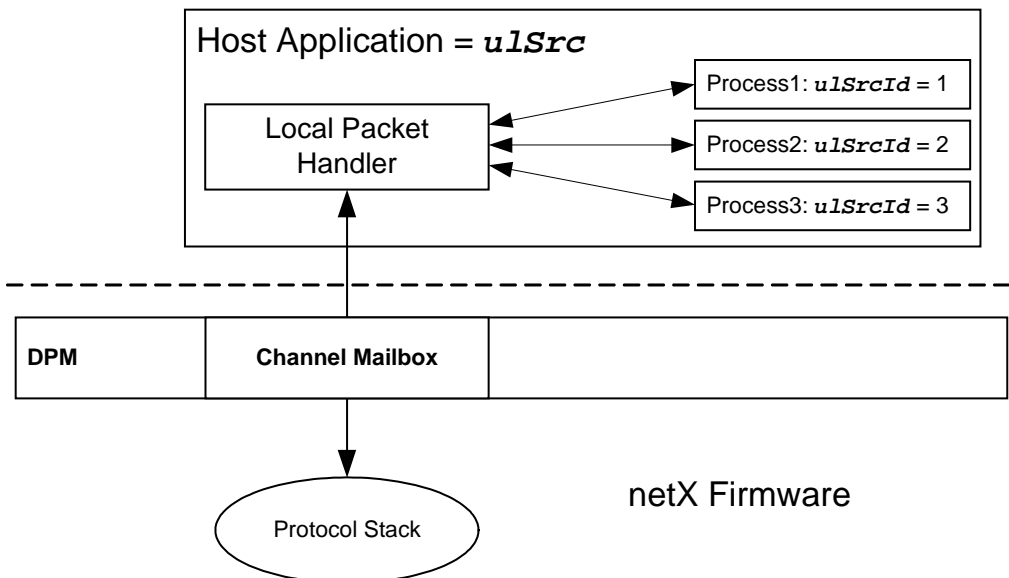 Host Application = ulSrc
Process1: ulSrcId = 1
Local Packet
Handler
Process2: ulSrcId = 2
Process3: ulSrcId = 3
DPM
Channel Mailbox
netX Firmware
Protocol Stack